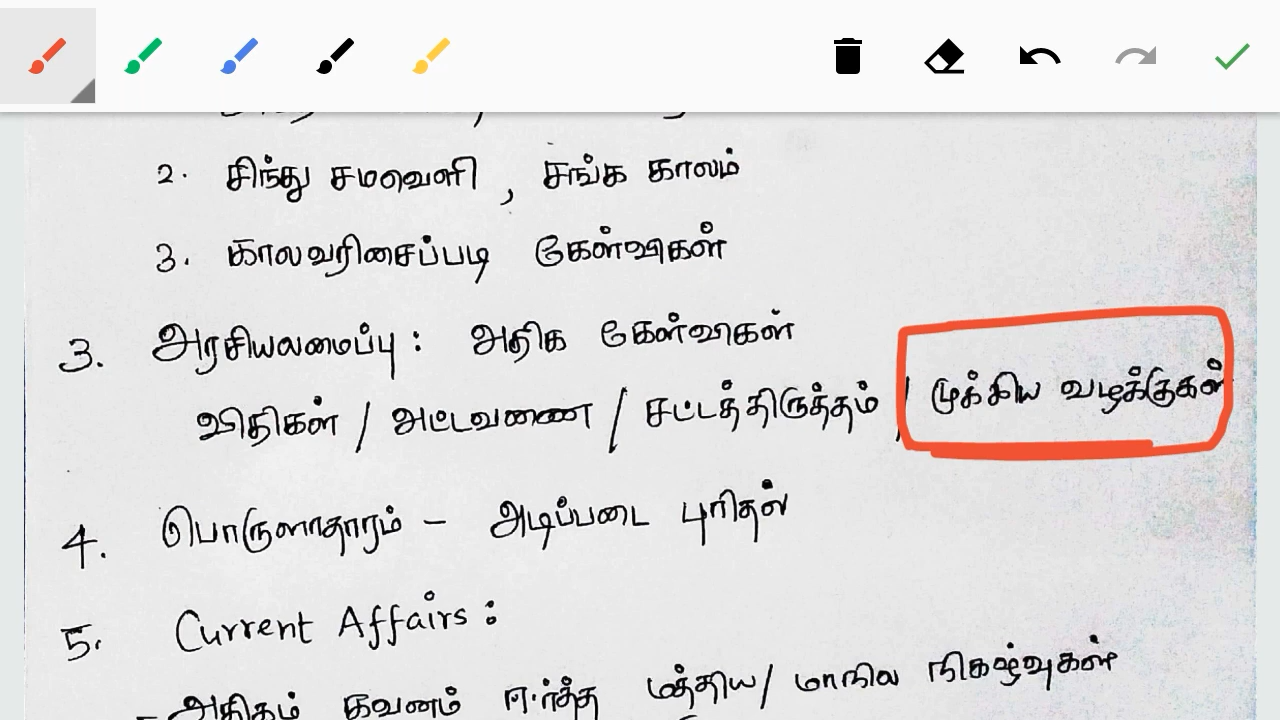 2. சிந்து சமவெளி , சங்க காலம்
3. காலவரிசைப்படி கேள்விகள்
3. அரசியலமைப்பு : அதிக கேள்விகள்
விதிகள் / அட்டவணை / சட்டத்திருத்தம் / முக்கிய வழக்குகள்
4. பொருளாதாரம் - அடிப்படை புரிதல்
5. Current Affairs :
அதிகம் கவனம் ஈர்த்த மத்திய/ மாநில நிகழ்வுகள்